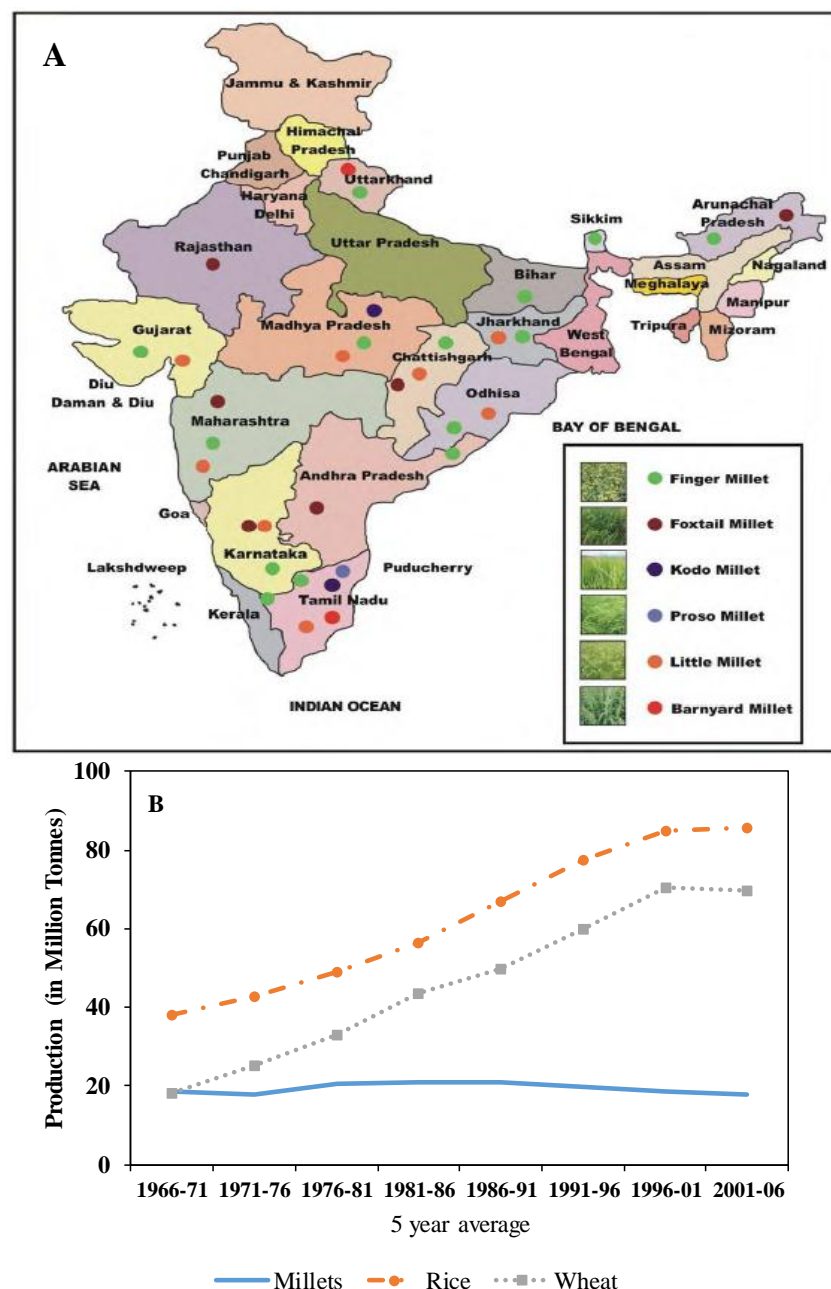 A
Jammu & Kashmir
Himachal
Pradesh
Punjab
Chandigarh
Uttarkhand
Haryana
Delhi
Sikkim
Arunachal
Pradesh
Rajasthan
Uttar Pradesh
Assam
Nagaland
Bihar
Meghalaya
Manipur
Gujarat
Madhya Pradesh
Jharkhand
West
Bengal
Tripura
Mizoram
Chattishgarh
Diu
Daman & Diu
Odhisa
Maharashtra
BAY OF BENGAL
ARABIAN
SEA
Andhra Pradesh
Goa
Karnataka
Lakshdweep
Puducherry
Tamil Nadu
Kerala
INDIAN OCEAN
Finger Millet
Foxtail Millet
Kodo Millet
Proso Millet
Little Millet
Barnyard Millet
B
Production (in Million Tonnes)
100
80
60
40
20
0
1966-71 1971-76 1976-81 1981-86 1986-91 1991-96 1996-01 2001-06
5 year average
Millets Rice Wheat